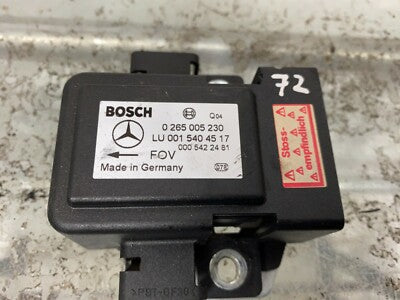 BOSCH
Q04
0 265 005 230
LU 001 540 45 17
000 542 24 81
FOV
Made in Germany
72
Stoss-
empfindlich